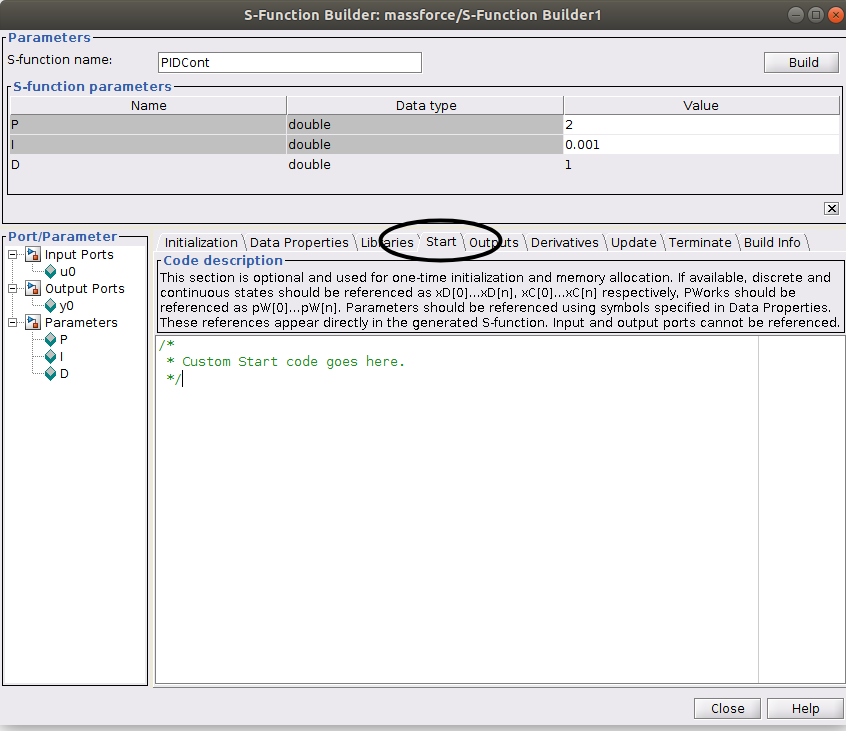 S-Function Builder: massforce/S-Function Builder1
Parameters
S-function name: PIDCont Build
S-function parameters
Name Data type Value
P double 2
I double 0.001
D double 1
Port/Parameter
Input Ports
u0
Output Ports
y0
Parameters
P
I
D
Initialization Data Properties Libraries Start Outputs Derivatives Update Terminate Build Info
Code description
This section is optional and used for one-time initialization and memory allocation. If available, discrete and
continuous states should be referenced as xD[0]...xD[n], xC[0]...xC[n] respectively, PWorks should be
referenced as pW[0]...pW[n]. Parameters should be referenced using symbols specified in Data Properties.
These references appear directly in the generated S-function. Input and output ports cannot be referenced.
/*
* Custom Start code goes here.
*/
Close Help